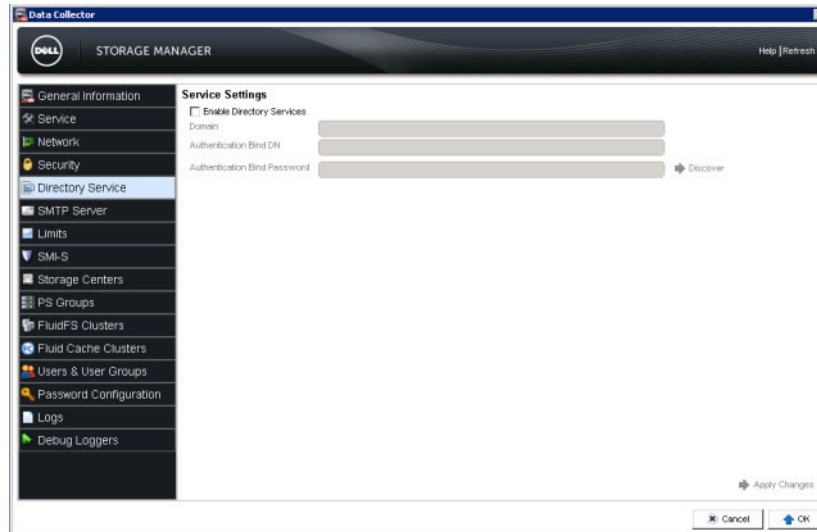 Data Collector
DELL
STORAGE MANAGER
Help | Refresh
General Information
Service
Network
Security
Directory Service
SMTP Server
Limits
SMI-S
Storage Centers
PS Groups
FluidFS Clusters
Fluid Cache Clusters
Users & User Groups
Password Configuration
Logs
Debug Loggers
Service Settings
Enable Directory Services
Domain
Authentication Bind DN
Authentication Bind Password
Discover
Apply Changes
Cancel
OK